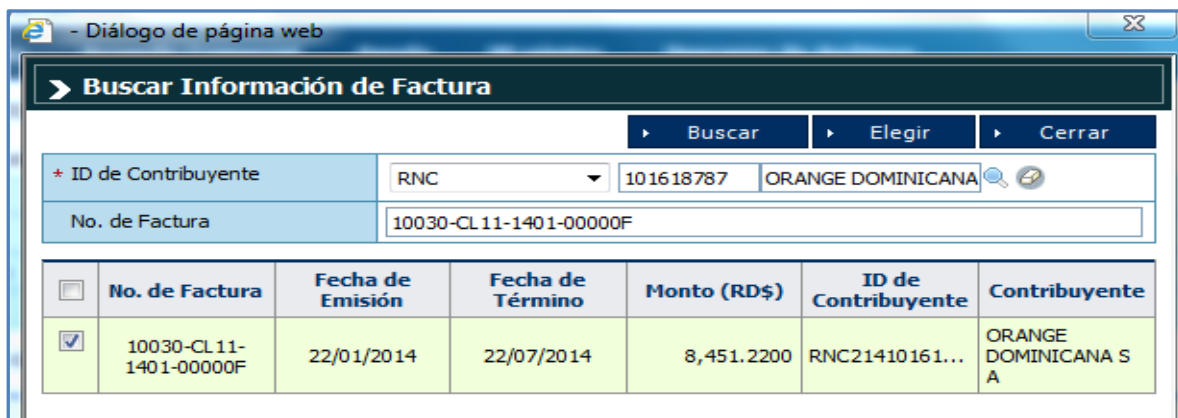 - Diálogo de página web
Buscar Información de Factura
Buscar Elegir Cerrar
* ID de Contribuyente RNC 101618787 ORANGE DOMINICANA
No. de Factura 10030-CL11-1401-00000F
No. de Factura Fecha de Emisión Fecha de Término Monto (RD$) ID de Contribuyente Contribuyente
10030-CL11-1401-00000F 22/01/2014 22/07/2014 8,451.2200 RNC21410161... ORANGE DOMINICANA S A